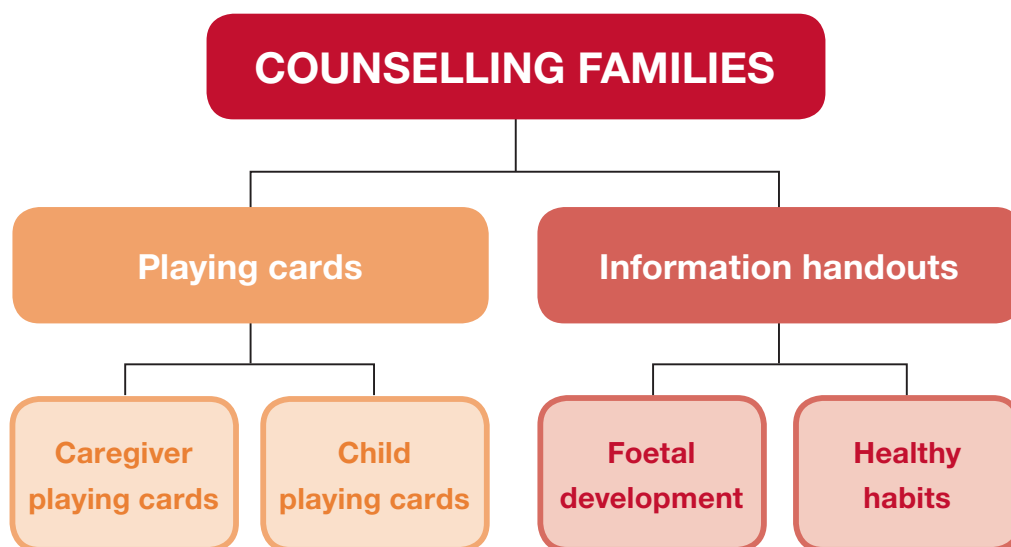 COUNSELLING FAMILIES
Playing cards
Information handouts
Caregiver
playing cards
Child
playing cards
Foetal
development
Healthy
habits